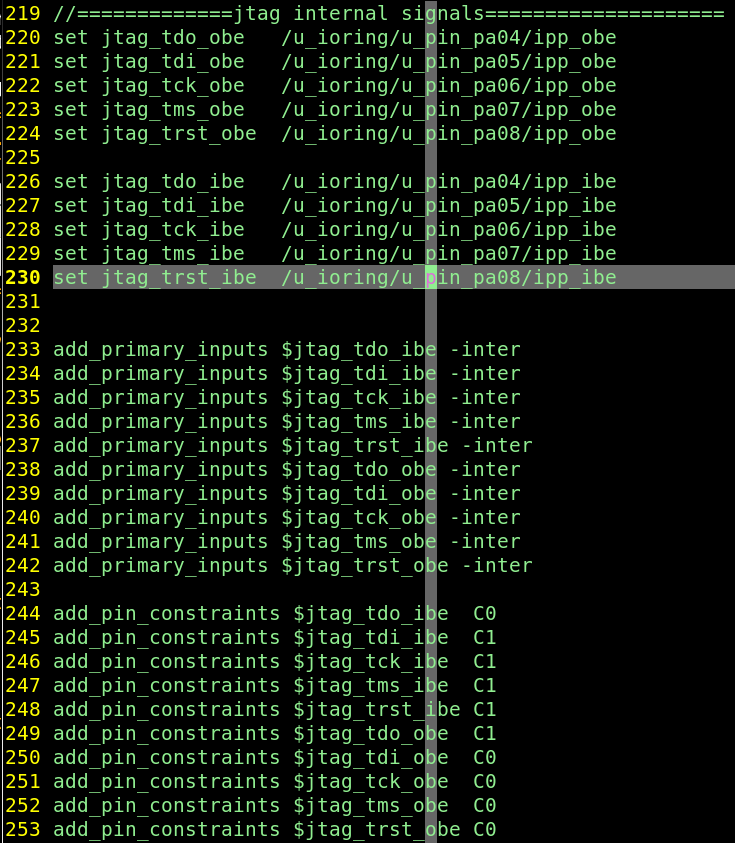 219 //=============jtag internal signals====================
220 set jtag_tdo_obe   /u_ioring/u_pin_pa04/ipp_obe
221 set jtag_tdi_obe   /u_ioring/u_pin_pa05/ipp_obe
222 set jtag_tck_obe   /u_ioring/u_pin_pa06/ipp_obe
223 set jtag_tms_obe   /u_ioring/u_pin_pa07/ipp_obe
224 set jtag_trst_obe  /u_ioring/u_pin_pa08/ipp_obe
225
226 set jtag_tdo_ibe   /u_ioring/u_pin_pa04/ipp_ibe
227 set jtag_tdi_ibe   /u_ioring/u_pin_pa05/ipp_ibe
228 set jtag_tck_ibe   /u_ioring/u_pin_pa06/ipp_ibe
229 set jtag_tms_ibe   /u_ioring/u_pin_pa07/ipp_ibe
230 set jtag_trst_ibe  /u_ioring/u_pin_pa08/ipp_ibe
231
232
233 add_primary_inputs $jtag_tdo_ibe -inter
234 add_primary_inputs $jtag_tdi_ibe -inter
235 add_primary_inputs $jtag_tck_ibe -inter
236 add_primary_inputs $jtag_tms_ibe -inter
237 add_primary_inputs $jtag_trst_ibe -inter
238 add_primary_inputs $jtag_tdo_obe -inter
239 add_primary_inputs $jtag_tdi_obe -inter
240 add_primary_inputs $jtag_tck_obe -inter
241 add_primary_inputs $jtag_tms_obe -inter
242 add_primary_inputs $jtag_trst_obe -inter
243
244 add_pin_constraints $jtag_tdo_ibe  C0
245 add_pin_constraints $jtag_tdi_ibe  C1
246 add_pin_constraints $jtag_tck_ibe  C1
247 add_pin_constraints $jtag_tms_ibe  C1
248 add_pin_constraints $jtag_trst_ibe C1
249 add_pin_constraints $jtag_tdo_obe  C1
250 add_pin_constraints $jtag_tdi_obe  C0
251 add_pin_constraints $jtag_tck_obe  C0
252 add_pin_constraints $jtag_tms_obe  C0
253 add_pin_constraints $jtag_trst_obe C0